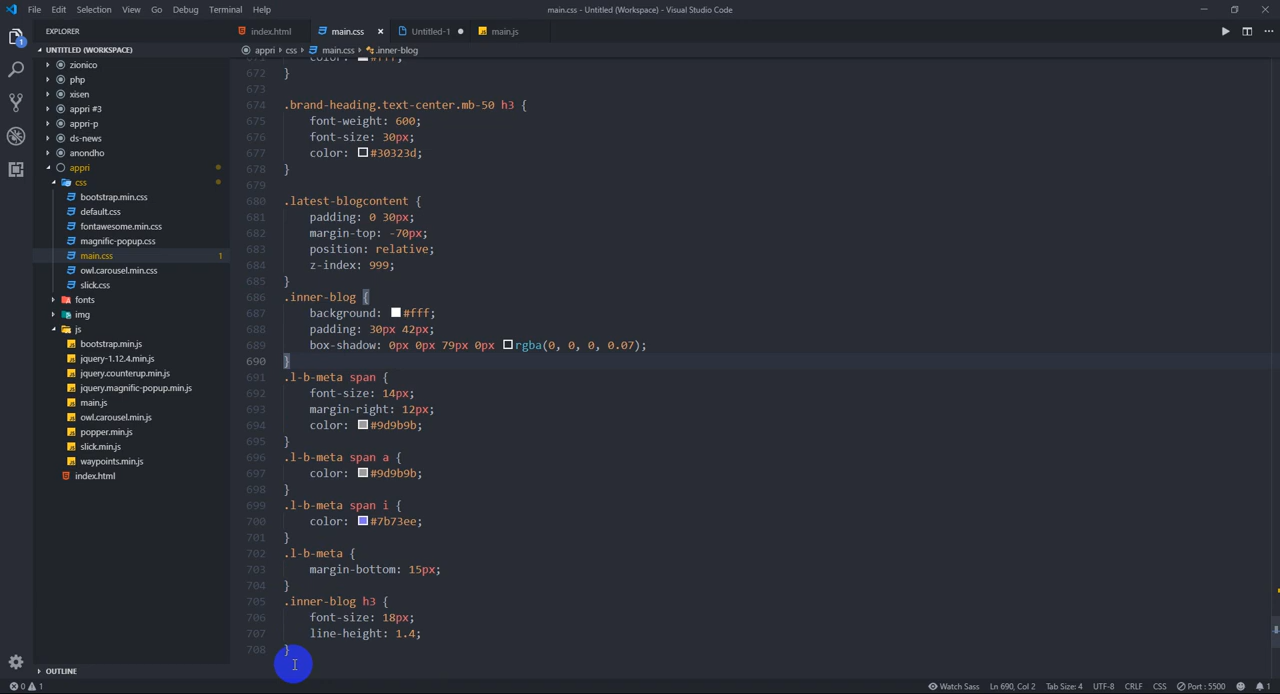 File Edit Selection View Go Debug Terminal Help
main.css - Untitled (Workspace) - Visual Studio Code
EXPLORER
index.html
main.css
Untitled-1
main.js
UNTITLED (WORKSPACE)
appri › css › main.css › .inner-blog
zionico
php
xisen
appri #3
appri-p
ds-news
anondho
appri
css
bootstrap.min.css
default.css
fontawesome.min.css
magnific-popup.css
main.css 1
owl.carousel.min.css
slick.css
fonts
img
js
bootstrap.min.js
jquery-1.12.4.min.js
jquery.counterup.min.js
jquery.magnific-popup.min.js
main.js
owl.carousel.min.js
popper.min.js
slick.min.js
waypoints.min.js
index.html
OUTLINE
671 color: #fff;
672 }
673
674 .brand-heading.text-center.mb-50 h3 {
675 font-weight: 600;
676 font-size: 30px;
677 color: #30323d;
678 }
679
680 .latest-blogcontent {
681 padding: 0 30px;
682 margin-top: -70px;
683 position: relative;
684 z-index: 999;
685 }
686 .inner-blog {
687 background: #fff;
688 padding: 30px 42px;
689 box-shadow: 0px 0px 79px 0px rgba(0, 0, 0, 0.07);
690 }
691 .l-b-meta span {
692 font-size: 14px;
693 margin-right: 12px;
694 color: #9d9b9b;
695 }
696 .l-b-meta span a {
697 color: #9d9b9b;
698 }
699 .l-b-meta span i {
700 color: #7b73ee;
701 }
702 .l-b-meta {
703 margin-bottom: 15px;
704 }
705 .inner-blog h3 {
706 font-size: 18px;
707 line-height: 1.4;
708 }
0 1
Watch Sass Ln 690, Col 2 Tab Size: 4 UTF-8 CRLF CSS Port : 5500 1